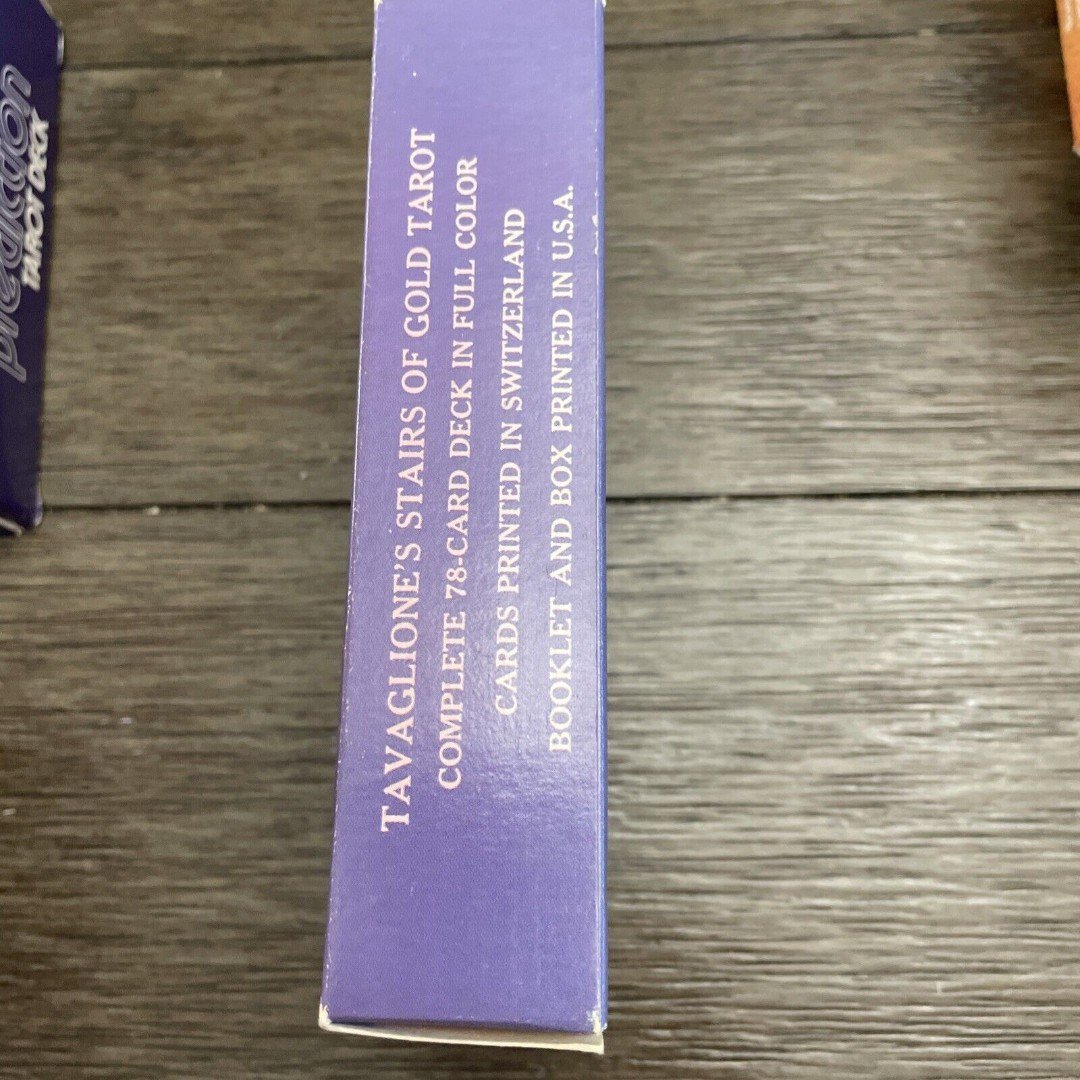 TAVAGLIONE'S STAIRS OF GOLD TAROT
COMPLETE 78-CARD DECK IN FULL COLOR
CARDS PRINTED IN SWITZERLAND
BOOKLET AND BOX PRINTED IN U.S.A.
prediction
TAROT DECK